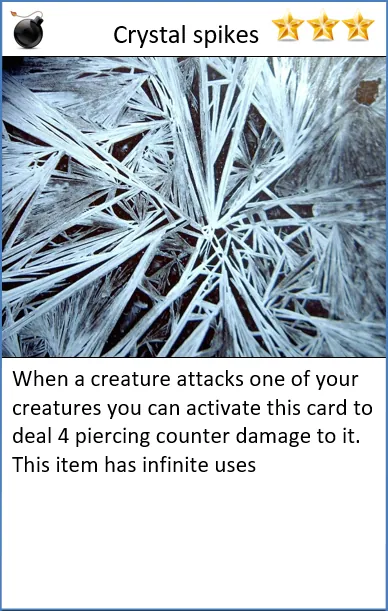 Crystal spikes
When a creature attacks one of your
creatures you can activate this card to
deal 4 piercing counter damage to it.
This item has infinite uses